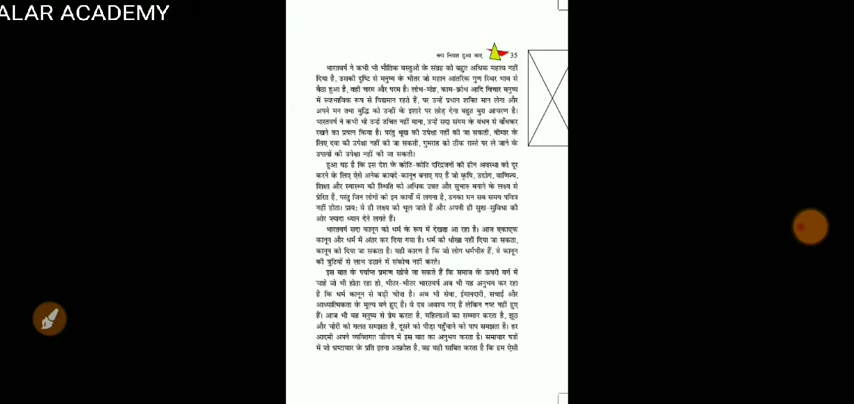 ALAR ACADEMY
क्या निराश हुआ जाए 35
भारतवर्ष ने कभी भी भौतिक वस्तुओं के संग्रह को बहुत अधिक महत्त्व नहीं
दिया है, उसकी दृष्टि से मनुष्य के भीतर जो महान आंतरिक गुण स्थिर भाव से
बैठा हुआ है, वही चरम और परम है। लोभ-मोह, काम-क्रोध आदि विचार मनुष्य
में स्वाभाविक रूप से विद्यमान रहते हैं, पर उन्हें प्रधान शक्ति मान लेना और
अपने मन तथा बुद्धि को उन्हीं के इशारे पर छोड़ देना बहुत बुरा आचरण है।
भारतवर्ष ने कभी भी उन्हें उचित नहीं माना, उन्हें सदा संयम के बंधन से बाँधकर
रखने का प्रयत्न किया है। परंतु भूख की उपेक्षा नहीं की जा सकती, बीमार के
लिए दवा की उपेक्षा नहीं की जा सकती, गुमराह को ठीक रास्ते पर ले जाने के
उपायों की उपेक्षा नहीं की जा सकती।
हुआ यह है कि इस देश के कोटि-कोटि दरिद्रजनों की हीन अवस्था को दूर
करने के लिए ऐसे अनेक कायदे-कानून बनाए गए हैं जो कृषि, उद्योग, वाणिज्य,
शिक्षा और स्वास्थ्य की स्थिति को अधिक उन्नत और सुचारु बनाने के लक्ष्य से
प्रेरित हैं, परंतु जिन लोगों को इन कार्यों में लगना है, उनका मन सब समय पवित्र
नहीं होता। प्रायः वे ही लक्ष्य को भूल जाते हैं और अपनी ही सुख-सुविधा की
ओर ज्यादा ध्यान देने लगते हैं।
भारतवर्ष सदा कानून को धर्म के रूप में देखता आ रहा है। आज एकाएक
कानून और धर्म में अंतर कर दिया गया है। धर्म को धोखा नहीं दिया जा सकता,
कानून को दिया जा सकता है। यही कारण है कि जो लोग धर्मभीरु हैं, वे कानून
की त्रुटियों से लाभ उठाने में संकोच नहीं करते।
इस बात के पर्याप्त प्रमाण खोजे जा सकते हैं कि समाज के ऊपरी वर्ग में
चाहे जो भी होता रहा हो, भीतर-भीतर भारतवर्ष अब भी यह अनुभव कर रहा
है कि धर्म कानून से बड़ी चीज है। अब भी सेवा, ईमानदारी, सचाई और
आध्यात्मिकता के मूल्य बने हुए हैं। वे दब अवश्य गए हैं लेकिन नष्ट नहीं हुए
हैं। आज भी वह मनुष्य से प्रेम करता है, महिलाओं का सम्मान करता है, झूठ
और चोरी को गलत समझता है, दूसरे को पीड़ा पहुँचाने को पाप समझता है। हर
आदमी अपने व्यक्तिगत जीवन में इस बात का अनुभव करता है। समाचार पत्रों
में जो भ्रष्टाचार के प्रति इतना आक्रोश है, वह यही साबित करता है कि हम ऐसी